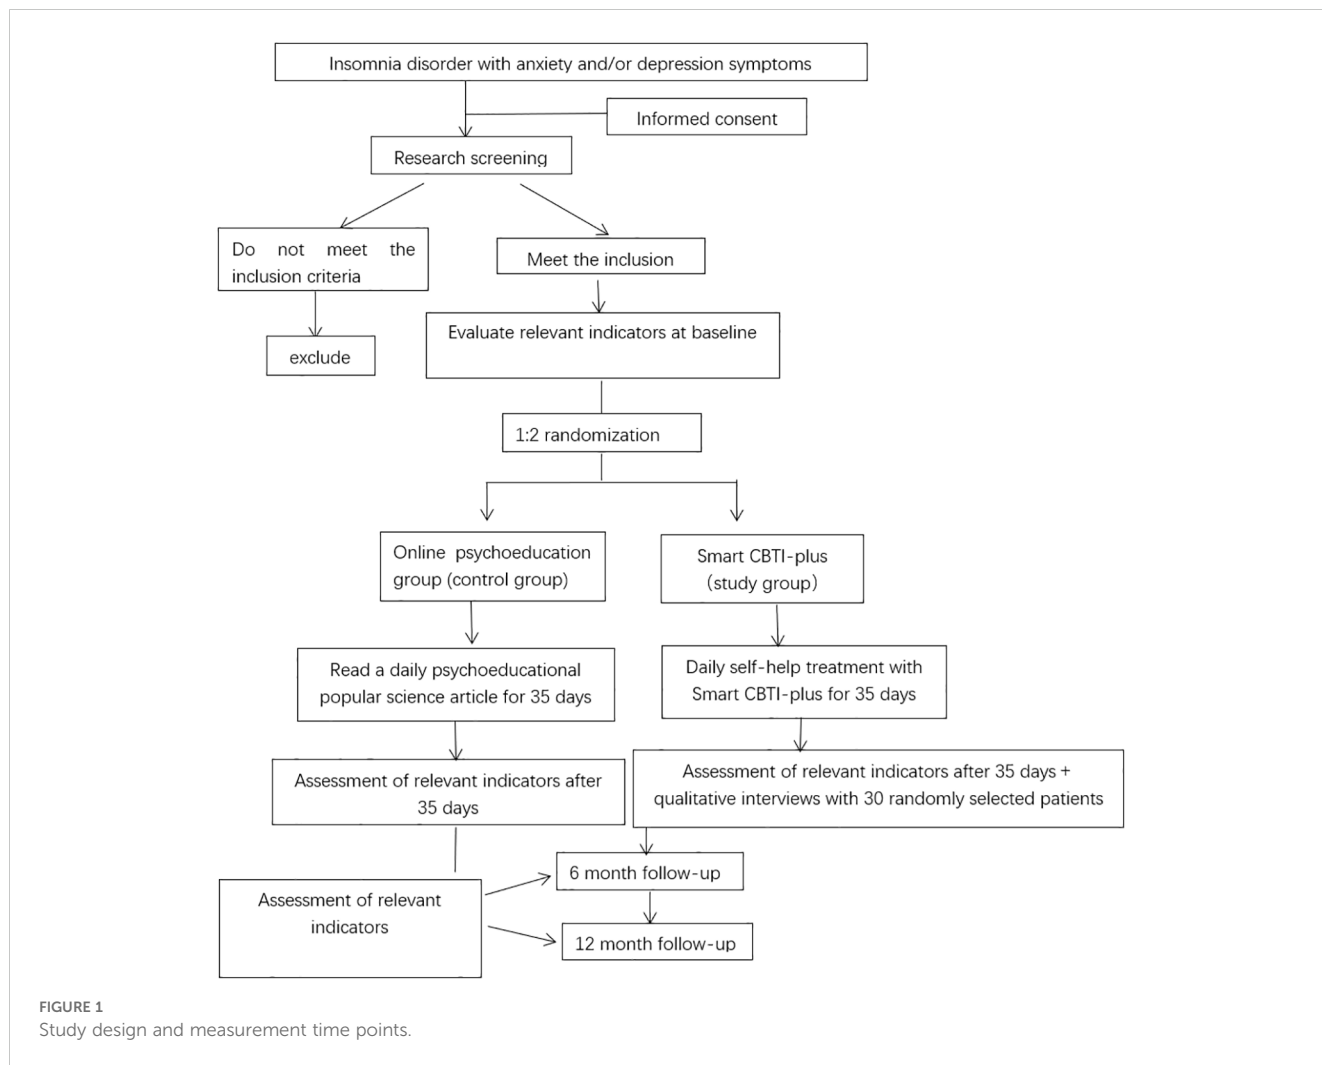 Insomnia disorder with anxiety and/or depression symptoms
Informed consent
Research screening
Do not meet the
inclusion criteria
Meet the inclusion
exclude
Evaluate relevant indicators at baseline
1:2 randomization
Online psychoeducation
group (control group)
Smart CBTI-plus
(study group)
Read a daily psychoeducational
popular science article for 35 days
Daily self-help treatment with
Smart CBTI-plus for 35 days
Assessment of relevant indicators after
35 days
Assessment of relevant indicators after 35 days +
qualitative interviews with 30 randomly selected patients
6 month follow-up
Assessment of relevant
indicators
12 month follow-up
FIGURE 1
Study design and measurement time points.